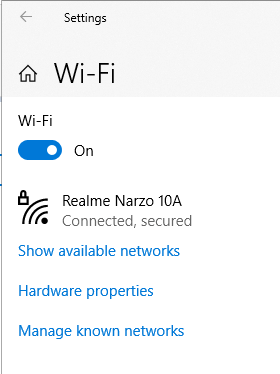 Settings
Wi-Fi
Wi-Fi
On
Realme Narzo 10A
Connected, secured
Show available networks
Hardware properties
Manage known networks